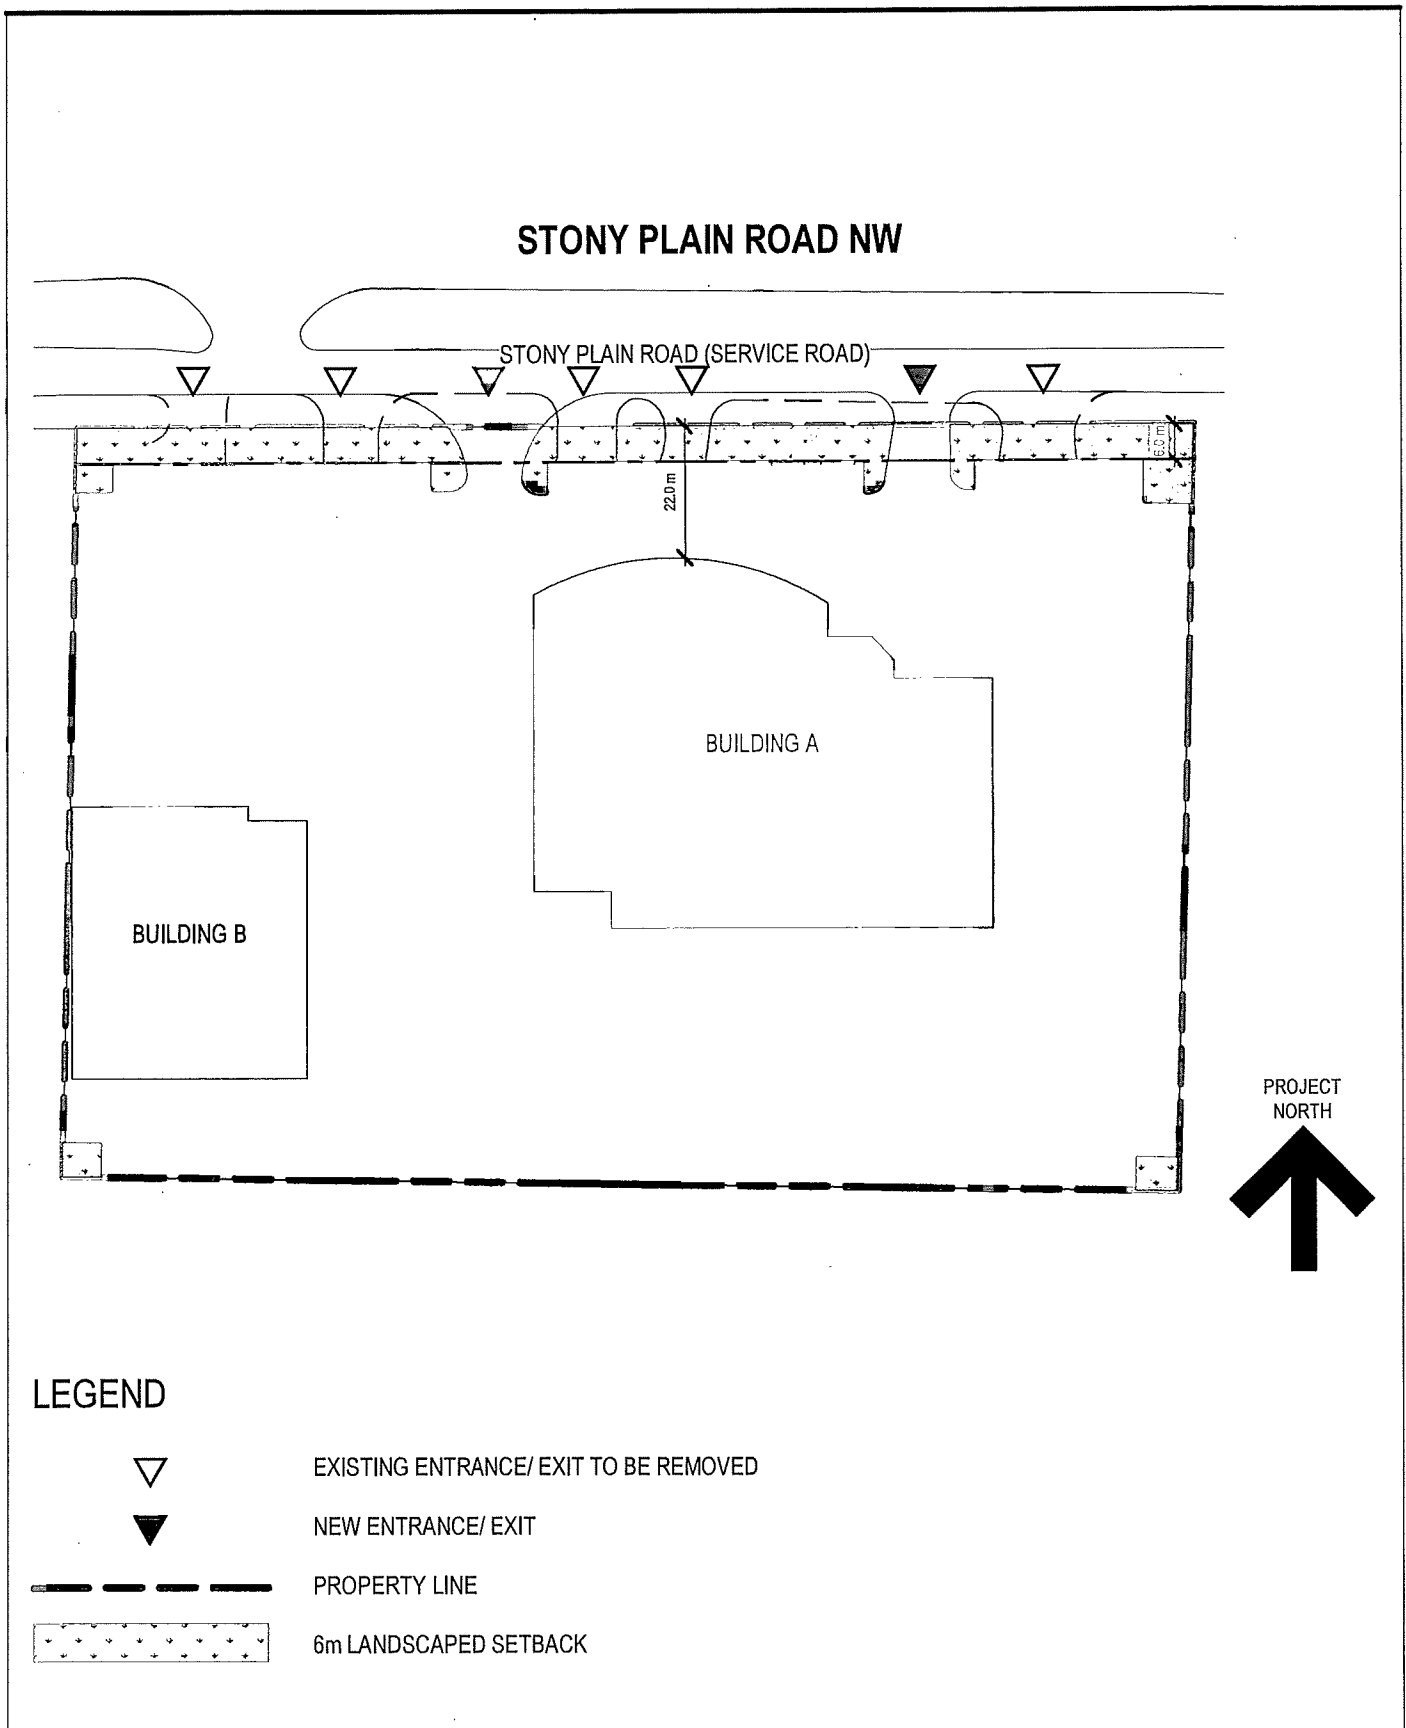 STONY PLAIN ROAD NW
STONY PLAIN ROAD (SERVICE ROAD)
6.0 m
22.0 m
BUILDING A
BUILDING B
PROJECT
NORTH
LEGEND
EXISTING ENTRANCE/ EXIT TO BE REMOVED
NEW ENTRANCE/ EXIT
PROPERTY LINE
6m LANDSCAPED SETBACK